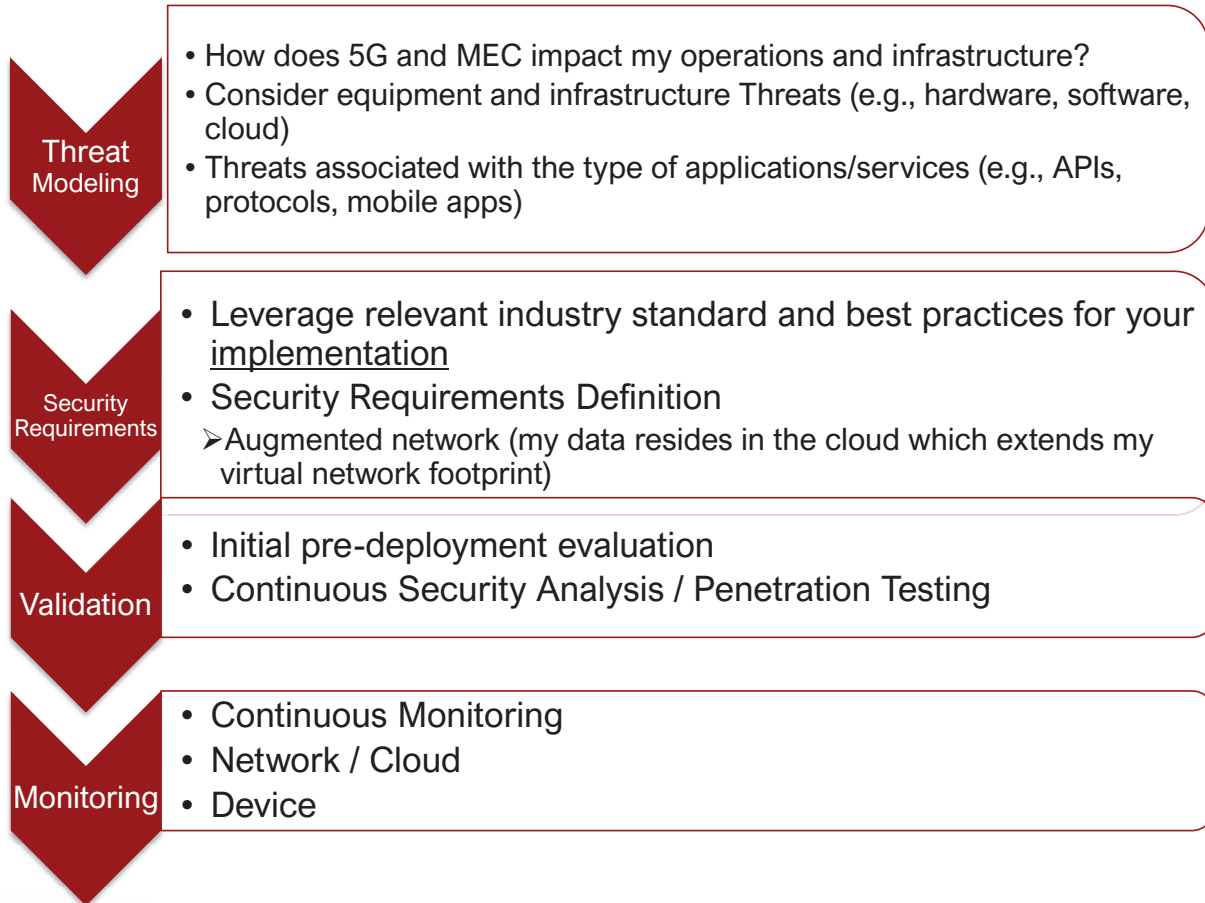 Threat
Modeling
• How does 5G and MEC impact my operations and infrastructure?
• Consider equipment and infrastructure Threats (e.g., hardware, software,
cloud)
• Threats associated with the type of applications/services (e.g., APIs,
protocols, mobile apps)
Security
Requirements
• Leverage relevant industry standard and best practices for your
implementation
• Security Requirements Definition
➢Augmented network (my data resides in the cloud which extends my
virtual network footprint)
Validation
• Initial pre-deployment evaluation
• Continuous Security Analysis / Penetration Testing
Monitoring
• Continuous Monitoring
• Network / Cloud
• Device